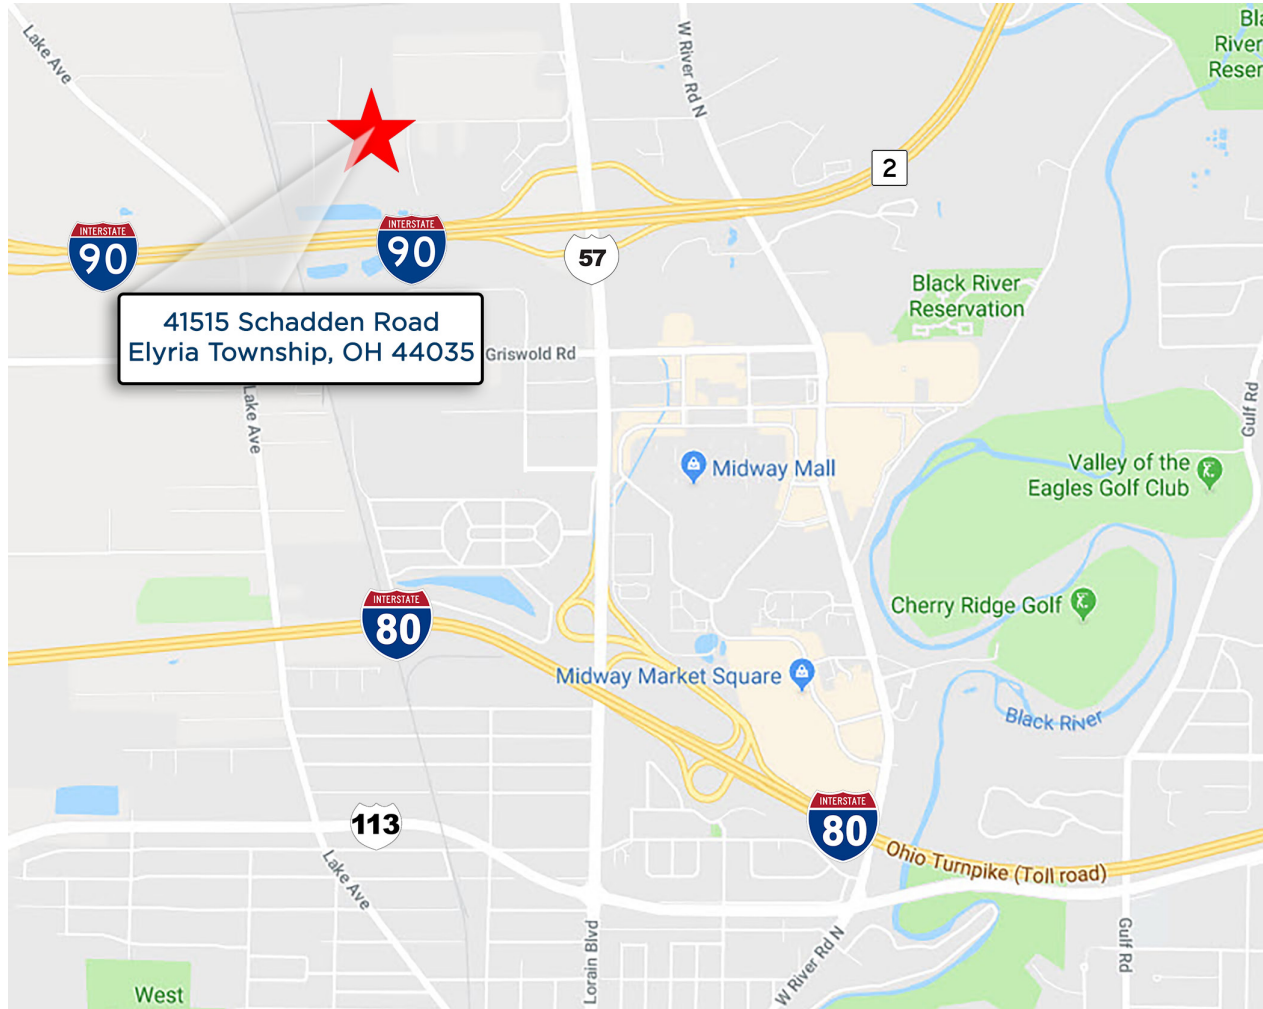 Lake Ave
W River Rd N
Bla
River
Reser
2
INTERSTATE
90
INTERSTATE
90
57
41515 Schadden Road
Elyria Township, OH 44035
Griswold Rd
Black River
Reservation
Lake Ave
Gulf Rd
Midway Mall
Valley of the
Eagles Golf Club
INTERSTATE
80
Cherry Ridge Golf
Midway Market Square
Black River
113
INTERSTATE
80
Ohio Turnpike (Toll road)
Lake Ave
Lorain Blvd
W River Rd N
Gulf Rd
West